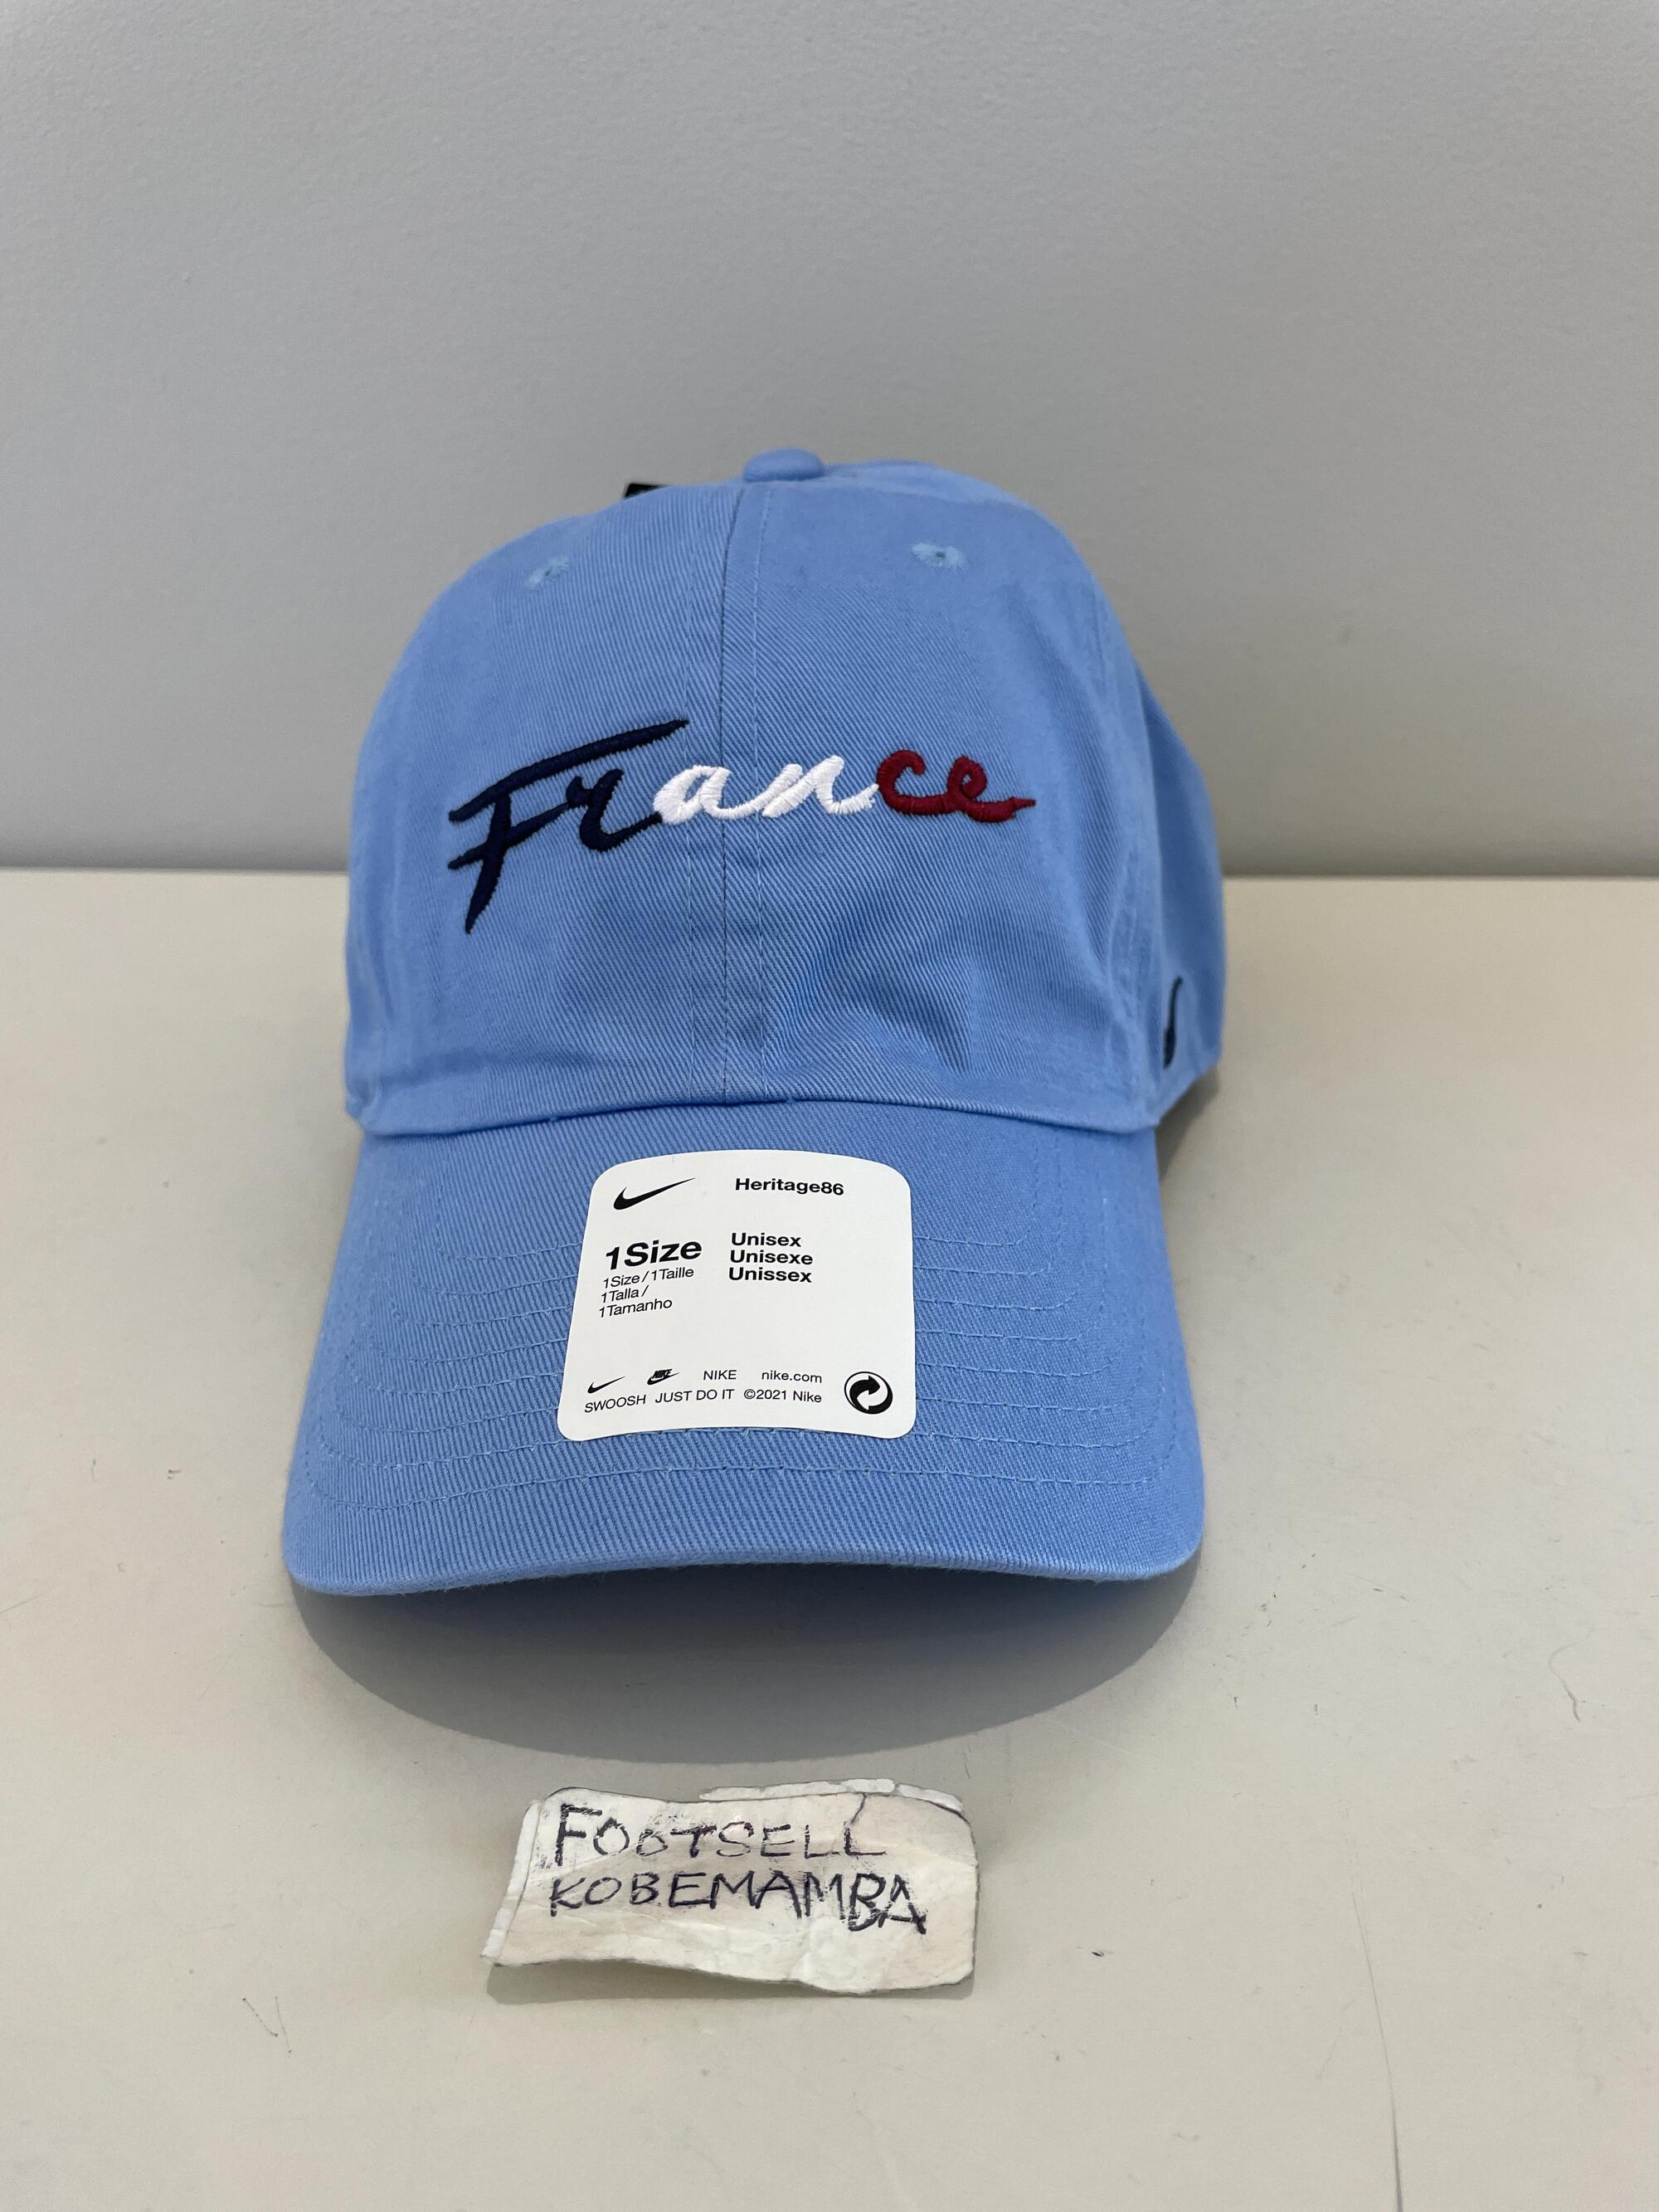 France
Heritage86
1Size
1Size/1Taille
1Talla/
1Tamanho
Unisex
Unisexe
Unissex
NIKE nike.com
SWOOSH JUST DO IT ©2021 Nike
FOOTSELL
KOBEMAMBA